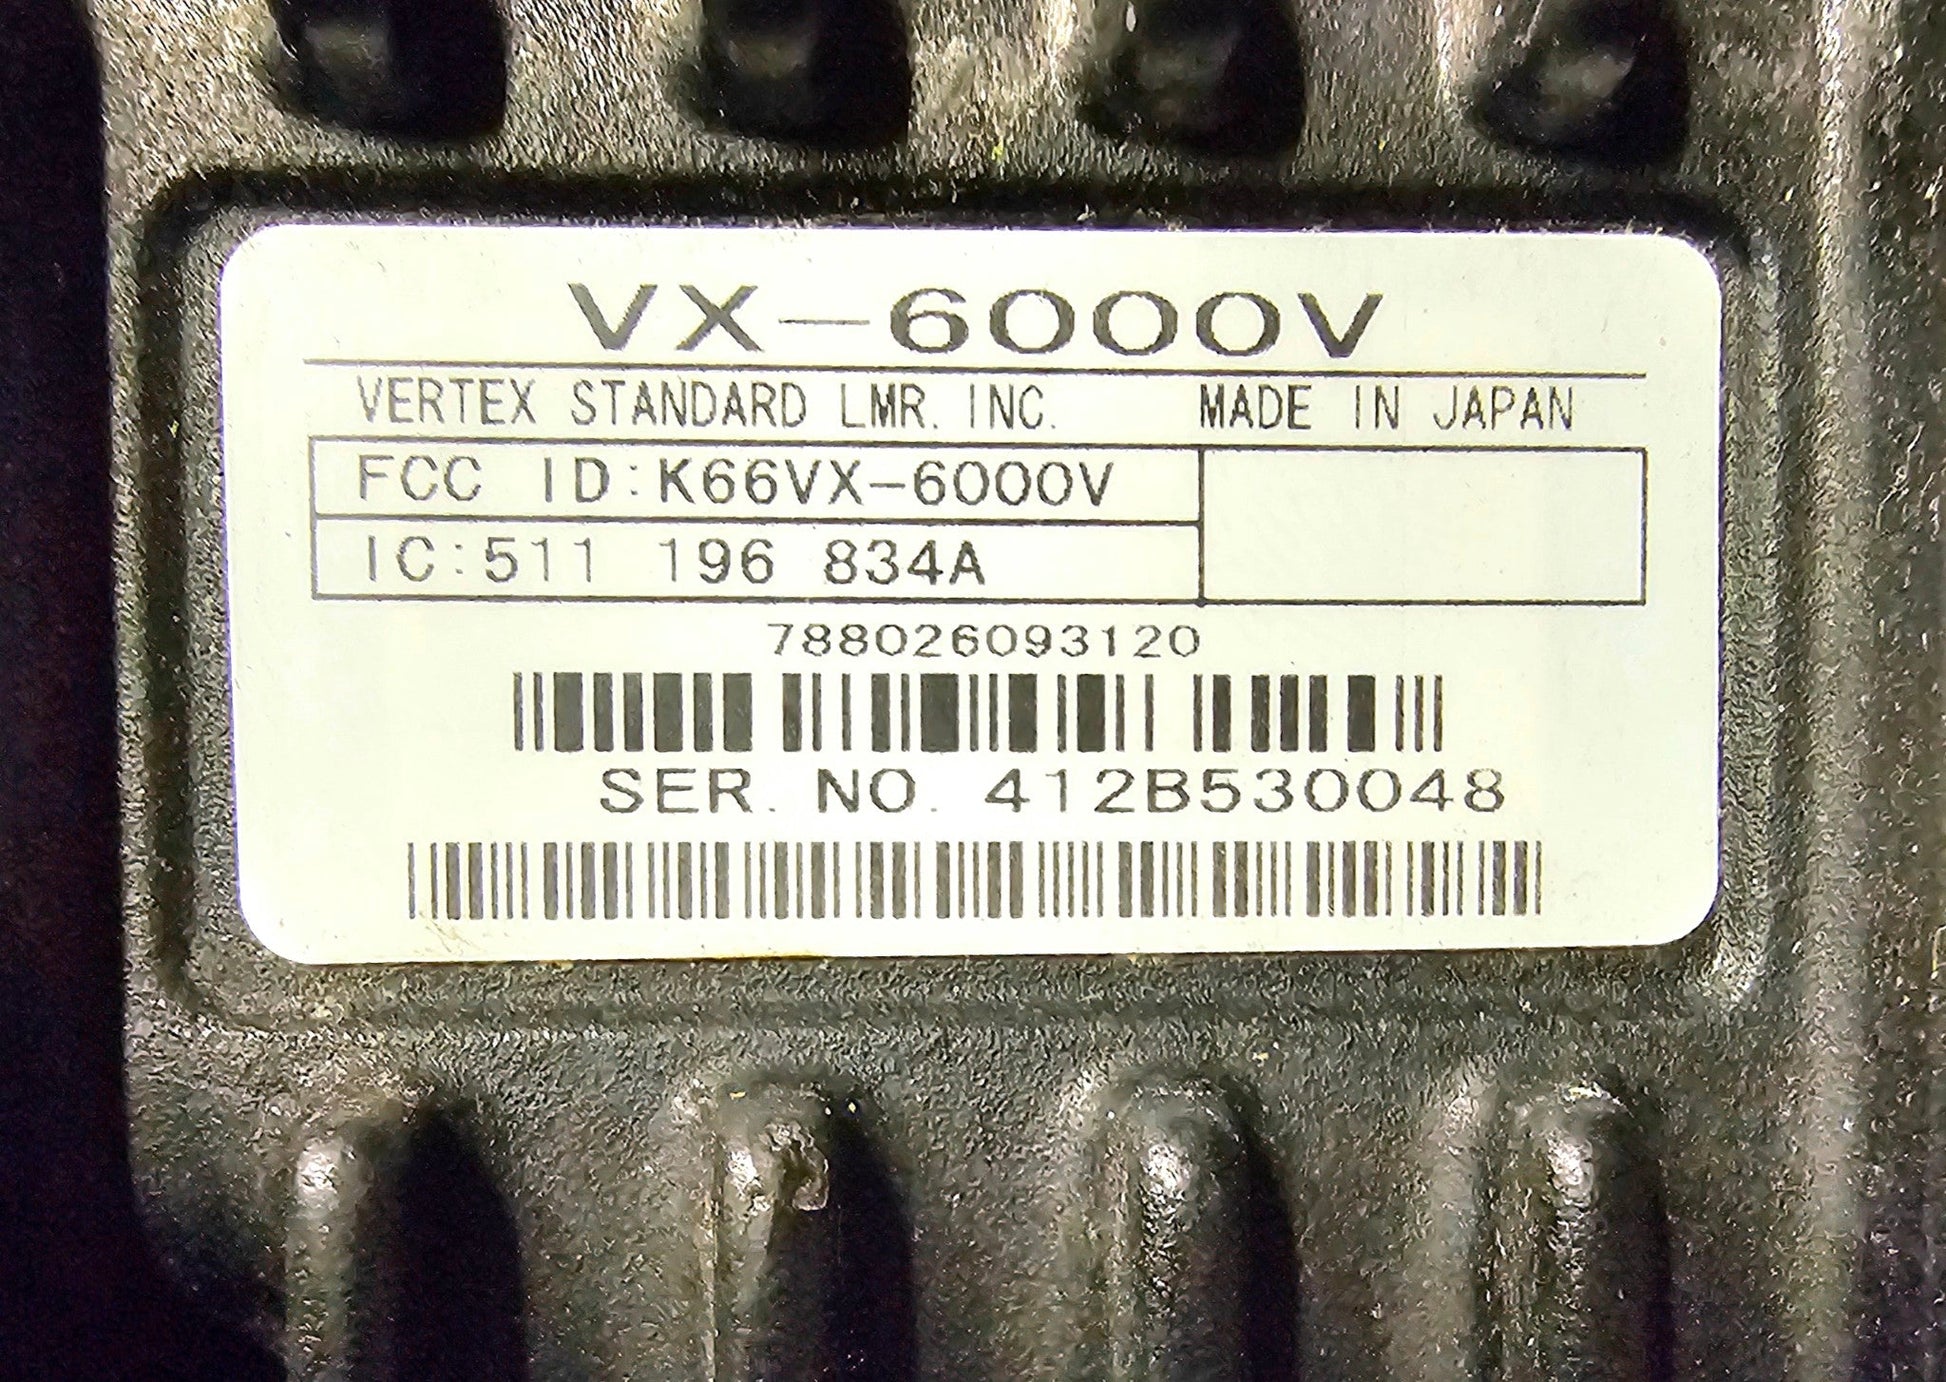 VX-6000V
VERTEX STANDARD LMR. INC. MADE IN JAPAN
FCC ID:K66VX-6000V
IC:511 196 834A
788026093120
SER. NO. 412B530048